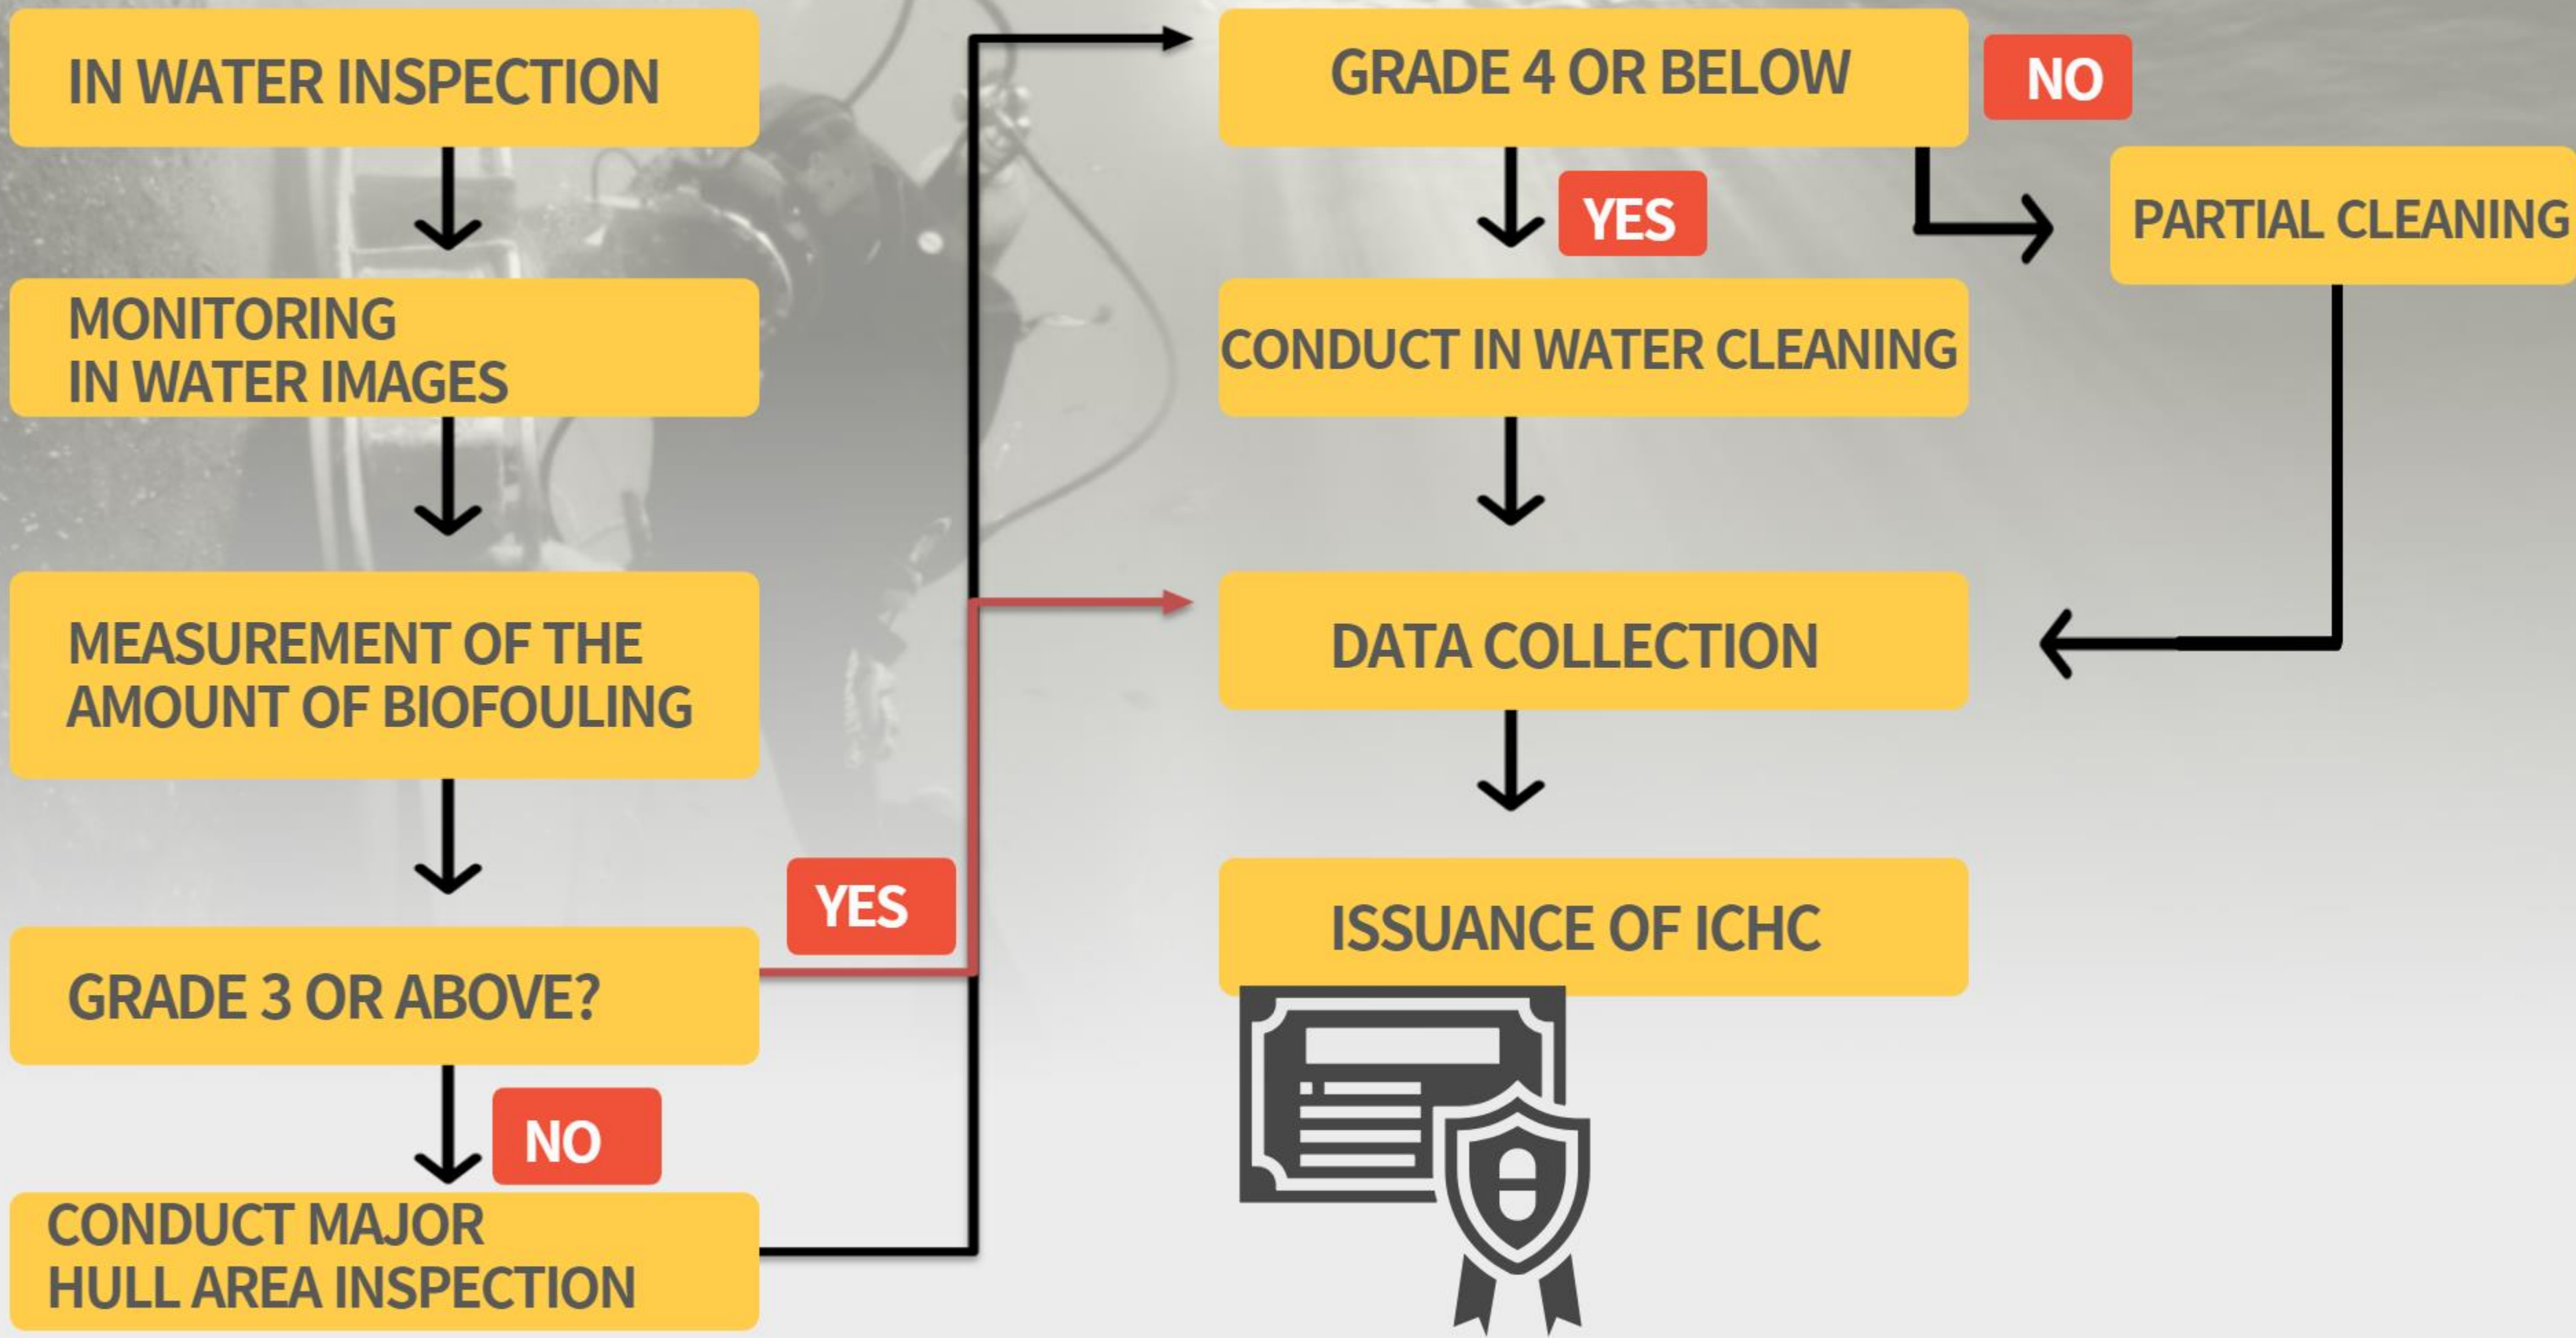 IN WATER INSPECTION
MONITORING
IN WATER IMAGES
MEASUREMENT OF THE
AMOUNT OF BIOFOULING
YES
GRADE 3 OR ABOVE?
NO
CONDUCT MAJOR
HULL AREA INSPECTION
GRADE 4 OR BELOW
NO
YES
PARTIAL CLEANING
CONDUCT IN WATER CLEANING
DATA COLLECTION
ISSUANCE OF ICHC